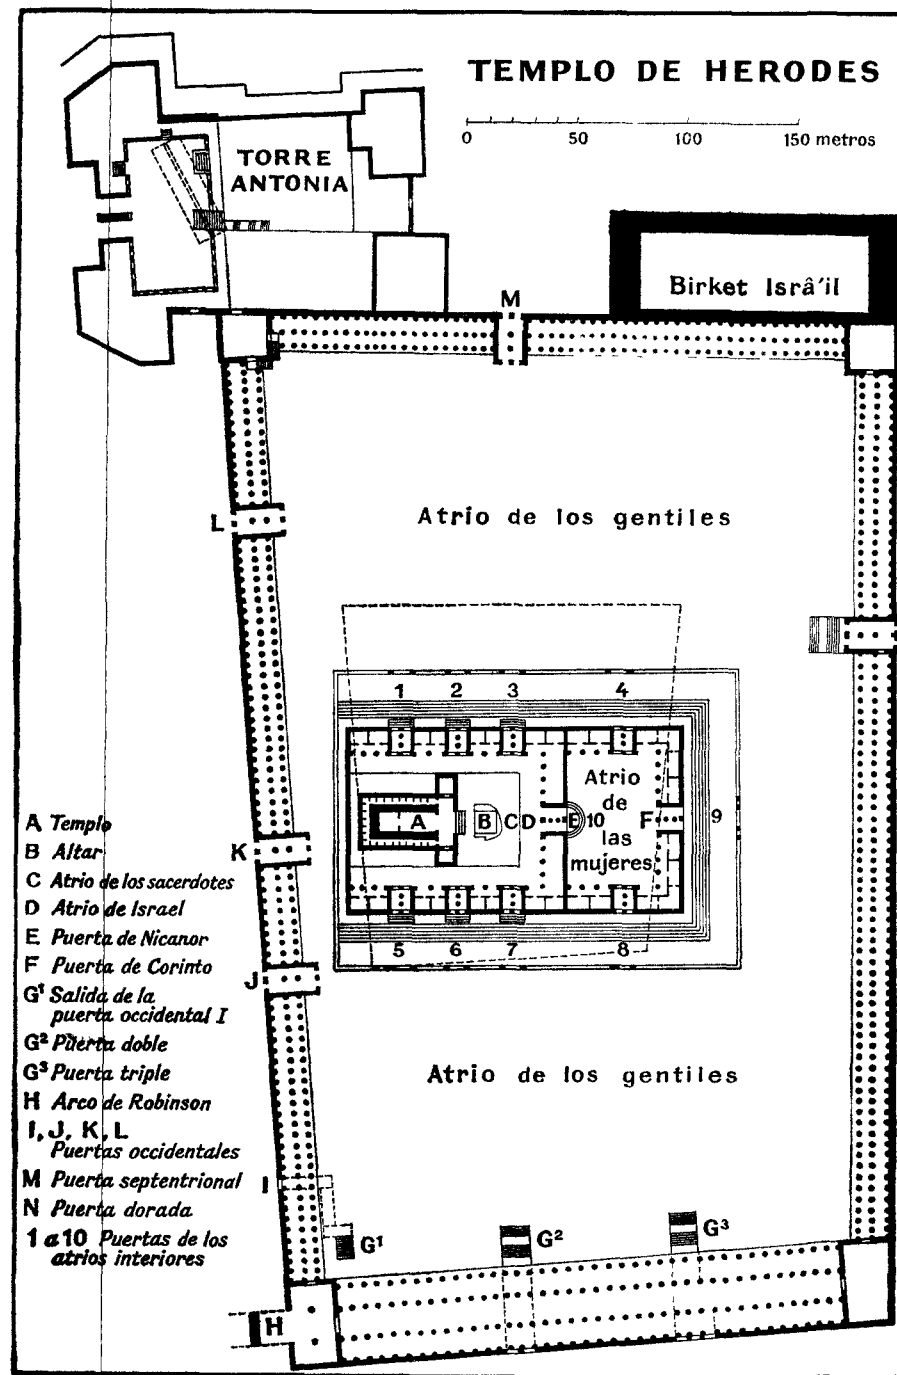 TEMPLO DE HERODES
0 50 100 150 metros
TORRE
ANTONIA
Birket Isrâ'il
M
L
Atrio de los gentiles
1 2 3 4
Atrio
de
las
mujeres
A B C D E 10 F 9
5 6 7 8
K
J
Atrio de los gentiles
I
G¹ G² G³
H
A Templo
B Altar
C Atrio de los sacerdotes
D Atrio de Israel
E Puerta de Nicanor
F Puerta de Corinto
G¹ Salida de la
puerta occidental I
G² Puerta doble
G³ Puerta triple
H Arco de Robinson
I, J, K, L
Puertas occidentales
M Puerta septentrional
N Puerta dorada
1 a 10 Puertas de los
atrios interiores